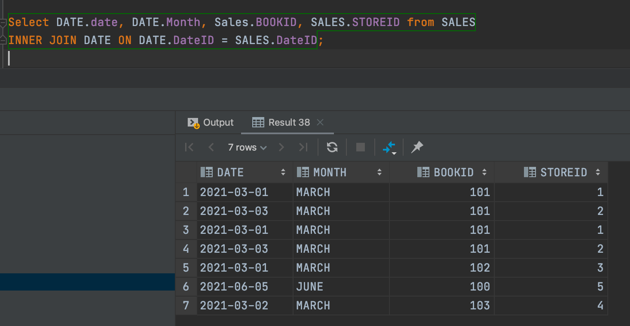 Select DATE.date, DATE.Month, Sales.BOOKID, SALES.STOREID from SALES
INNER JOIN DATE ON DATE.DateID = SALES.DateID;
Output Result 38
7 rows
DATE MONTH BOOKID STOREID
1 2021-03-01 MARCH 101 1
2 2021-03-03 MARCH 101 2
3 2021-03-01 MARCH 101 1
4 2021-03-03 MARCH 101 2
5 2021-03-01 MARCH 102 3
6 2021-06-05 JUNE 100 5
7 2021-03-02 MARCH 103 4